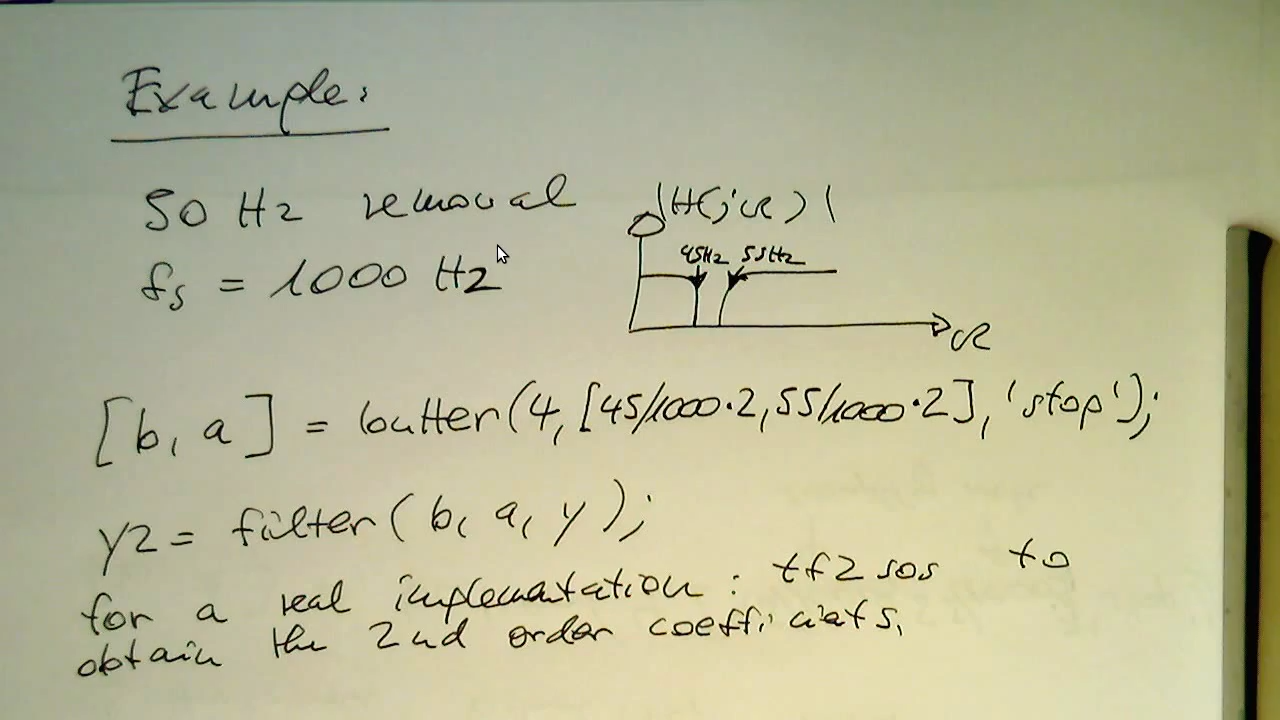 Example:
50 Hz removal
|H(jΩ)|
45Hz 55Hz
fs = 1000 Hz
Ω
[b, a] = butter(4, [45/1000·2, 55/1000·2], 'stop');
y2 = filter(b, a, y);
for a real implementation: tf2sos to
obtain the 2nd order coefficients.